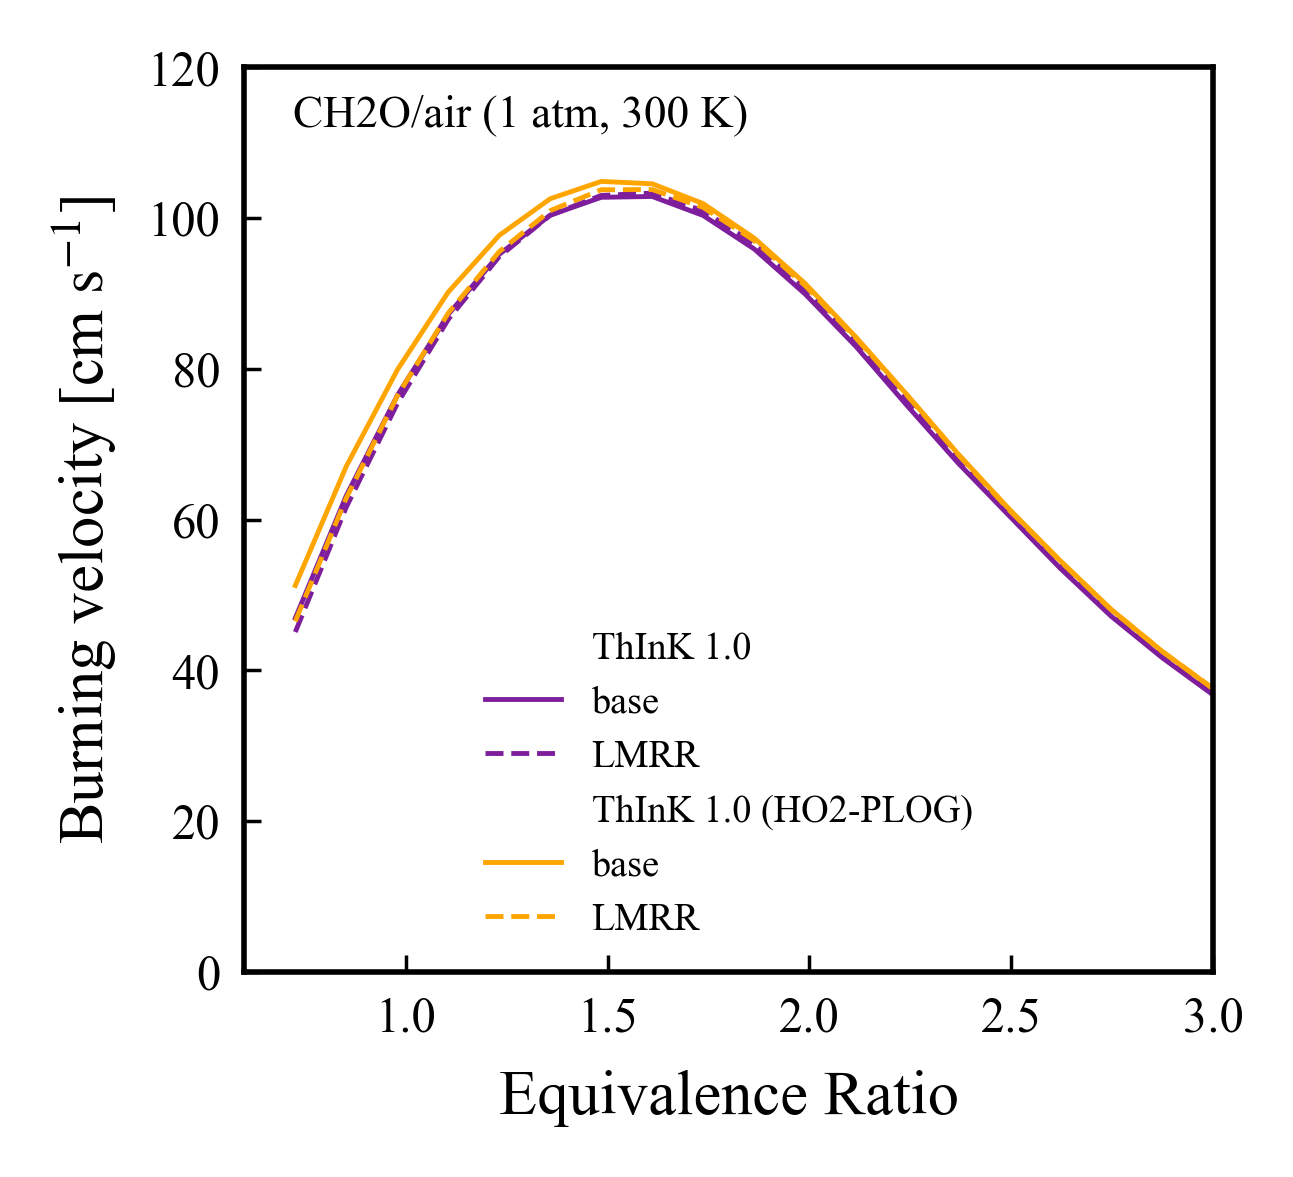 CH2O/air (1 atm, 300 K)
120
100
80
60
40
20
0
Burning velocity [cm s⁻¹]
ThInK 1.0
base
LMRR
ThInK 1.0 (HO2-PLOG)
base
LMRR
1.0 1.5 2.0 2.5 3.0
Equivalence Ratio